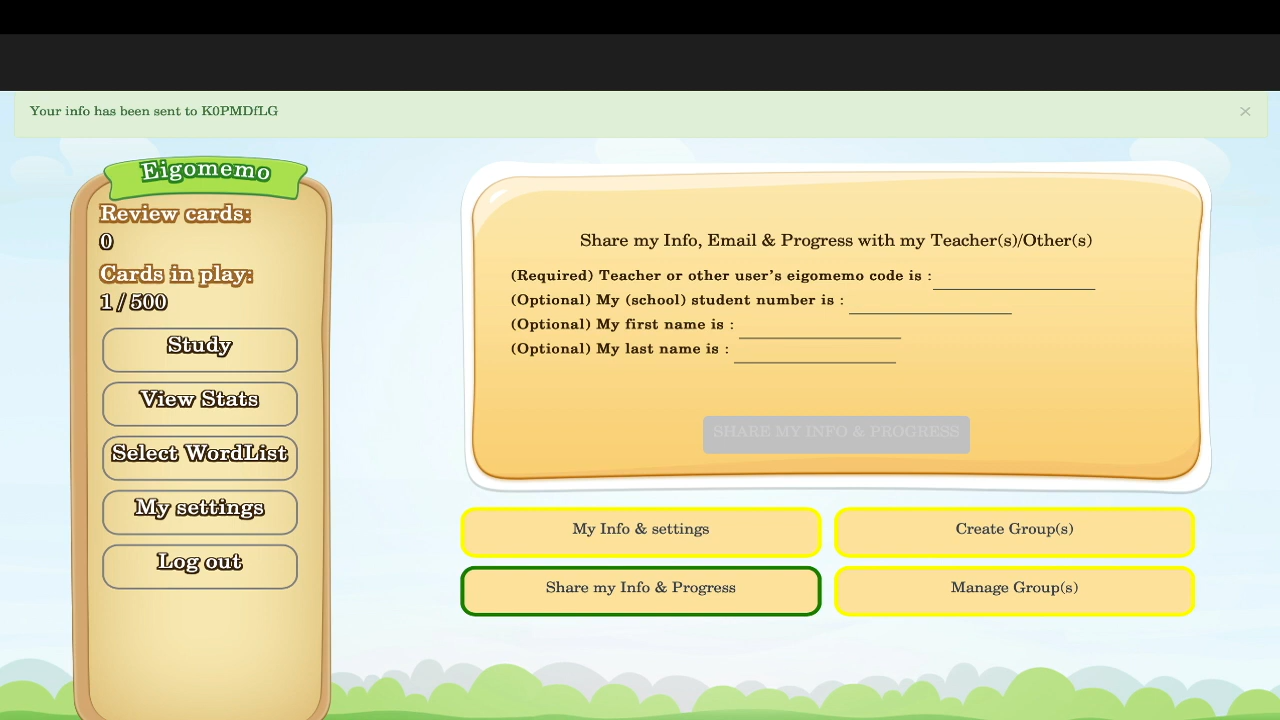 Your info has been sent to K0PMDfLG
×
Eigomemo
Review cards:
0
Cards in play:
1 / 500
Study
View Stats
Select WordList
My settings
Log out
Share my Info, Email & Progress with my Teacher(s)/Other(s)
(Required) Teacher or other user's eigomemo code is :
(Optional) My (school) student number is :
(Optional) My first name is :
(Optional) My last name is :
SHARE MY INFO & PROGRESS
My Info & settings
Create Group(s)
Share my Info & Progress
Manage Group(s)